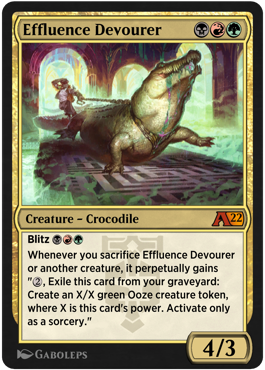 Effluence Devourer
Creature – Crocodile
A22
Blitz
Whenever you sacrifice Effluence Devourer
or another creature, it perpetually gains
"2, Exile this card from your graveyard:
Create an X/X green Ooze creature token,
where X is this card's power. Activate only
as a sorcery."
GABOLEPS
4/3